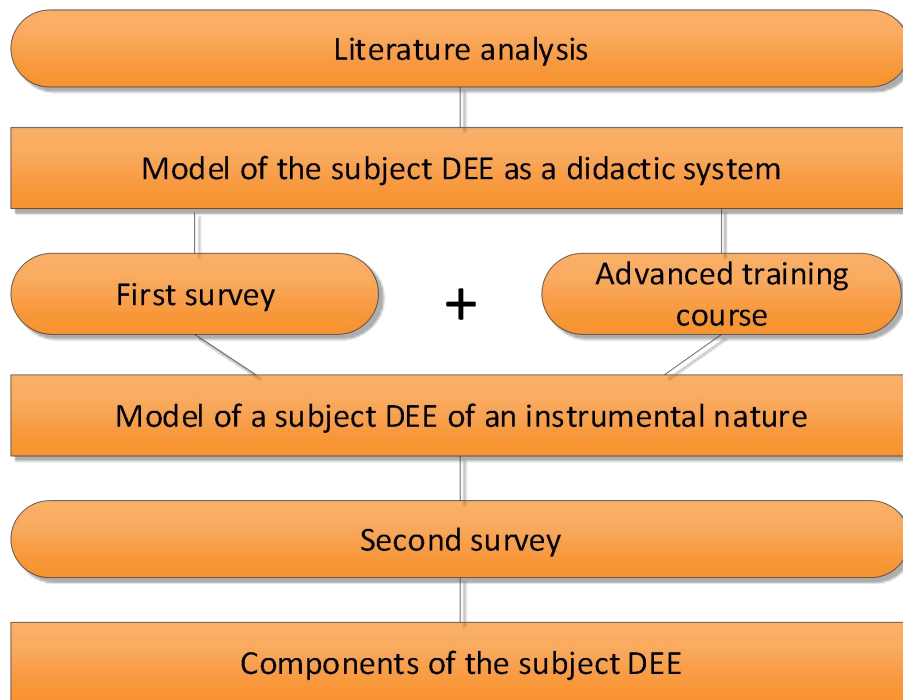 Literature analysis
Model of the subject DEE as a didactic system
First survey
+
Advanced training
course
Model of a subject DEE of an instrumental nature
Second survey
Components of the subject DEE